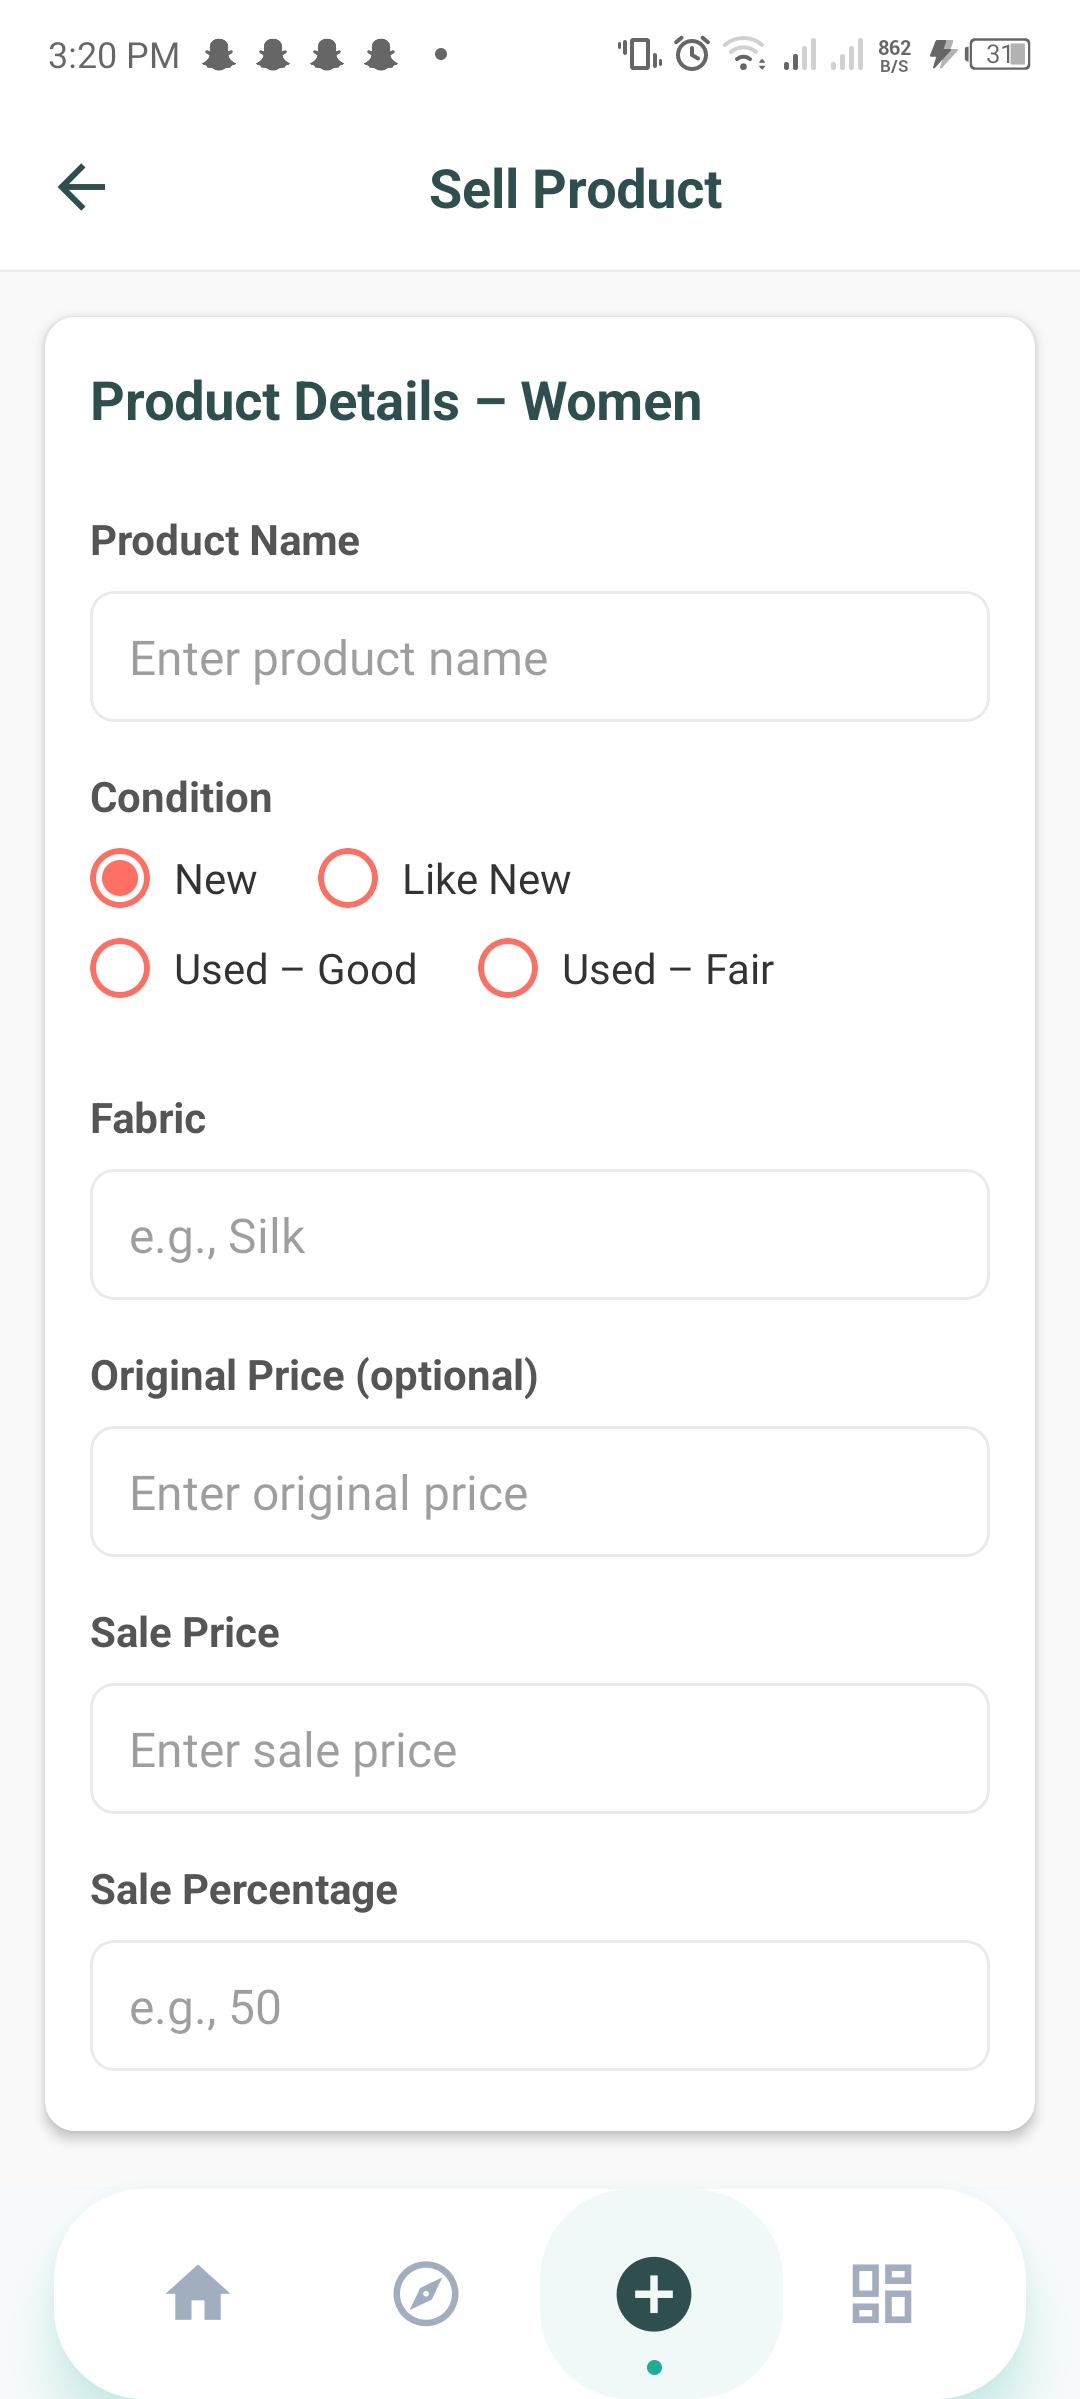 3:20 PM
862
B/S
31
Sell Product
Product Details – Women
Product Name
Enter product name
Condition
New
Like New
Used – Good
Used – Fair
Fabric
e.g., Silk
Original Price (optional)
Enter original price
Sale Price
Enter sale price
Sale Percentage
e.g., 50